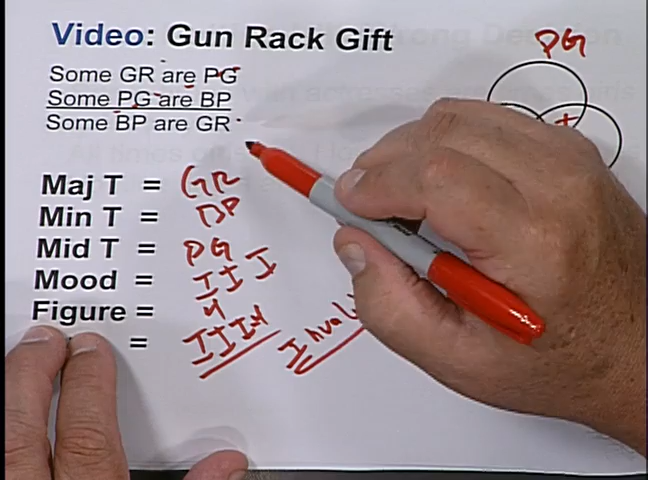 Video: Gun Rack Gift
PG
Some GR are PG
Some PG are BP
Some BP are GR
Maj T = GR
Min T = BP
Mid T = PG
Mood = I I I
Figure = 4
= III-4